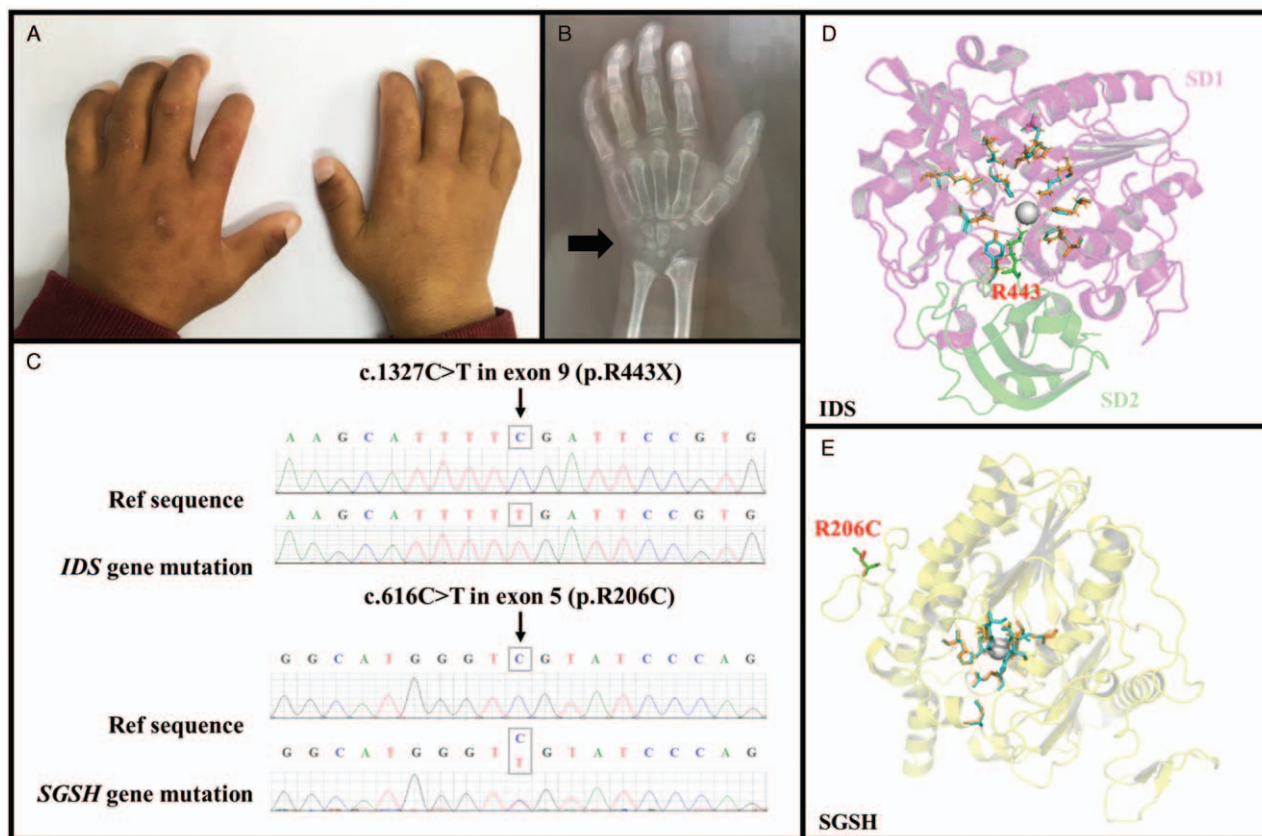 A
B
C
c.1327C>T in exon 9 (p.R443X)
A A G C A T T T T C G A T T C C G T G
Ref sequence
A A G C A T T T T T G A T T C C G T G
IDS gene mutation
c.616C>T in exon 5 (p.R206C)
G G C A T G G G T C G T A T C C C A G
Ref sequence
C
G G C A T G G G T G T A T C C C A G
T
SGSH gene mutation
D
SD1
R443
SD2
IDS
E
R206C
SGSH